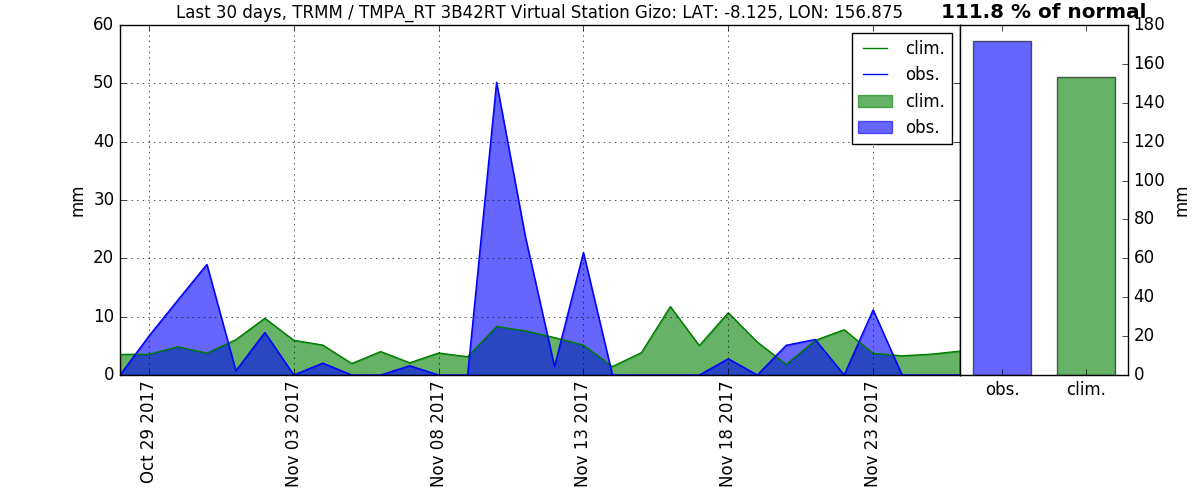 Last 30 days, TRMM / TMPA_RT 3B42RT Virtual Station Gizo: LAT: -8.125, LON: 156.875
111.8 % of normal
60
50
40
30
20
10
0
mm
clim.
obs.
clim.
obs.
Oct 29 2017
Nov 03 2017
Nov 08 2017
Nov 13 2017
Nov 18 2017
Nov 23 2017
180
160
140
120
100
80
60
40
20
0
mm
obs.
clim.